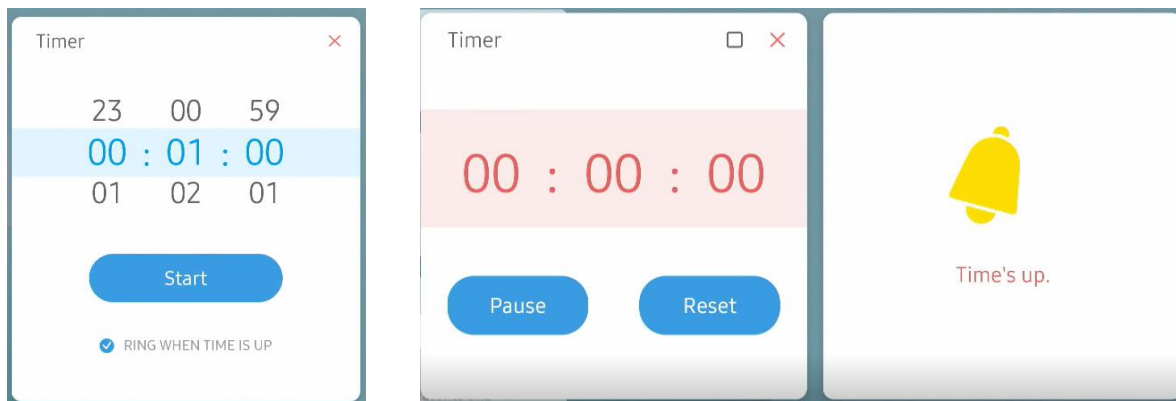 Timer
23 00 59
00 : 01 : 00
01 02 01
Start
RING WHEN TIME IS UP
Timer
00 : 00 : 00
Pause
Reset
Time's up.